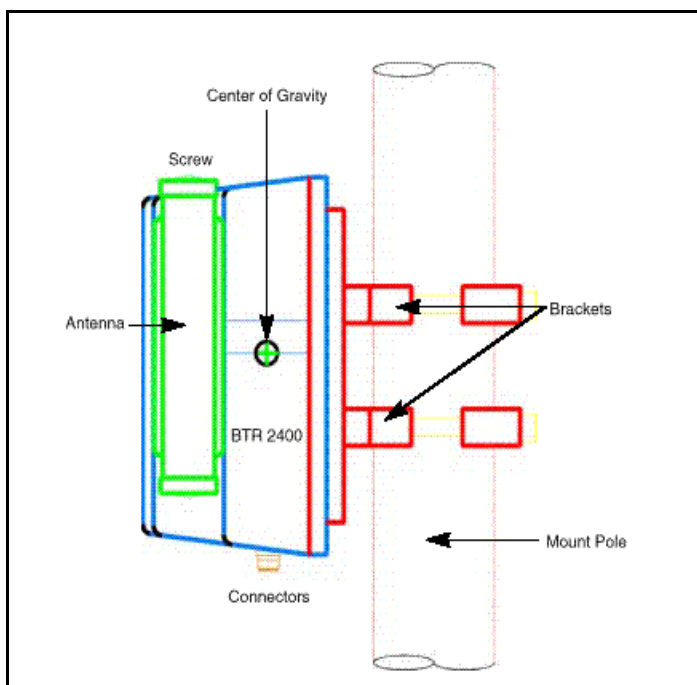 Center of Gravity
Screw
Antenna
Brackets
BTR 2400
Mount Pole
Connectors